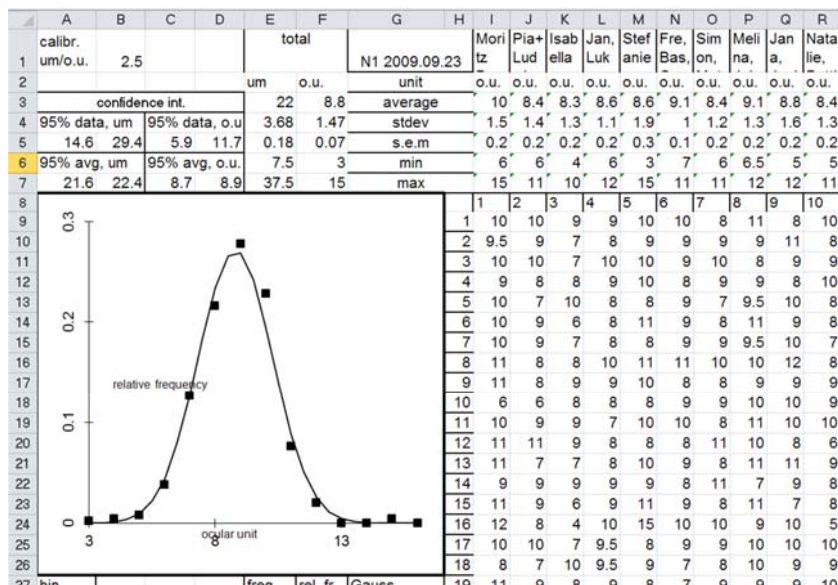 A B C D E F G H I J K L M N O P Q R
1 calibr. um/o.u. 2.5 total N1 2009.09.23 Mori tz Pia+ Lud Isab ella Jan, Luk Stef anie Fre, Bas, Sim on, Meli na, Jan a, Nata lie,
2 um o.u. unit o.u. o.u. o.u. o.u. o.u. o.u. o.u. o.u. o.u. o.u.
3 confidence int. 22 8.8 average 10 8.4 8.3 8.6 8.6 9.1 8.4 9.1 8.8 8.4
4 95% data, um 95% data, o.u 3.68 1.47 stdev 1.5 1.4 1.3 1.1 1.9 1 1.2 1.3 1.6 1.3
5 14.6 29.4 5.9 11.7 0.18 0.07 s.e.m 0.2 0.2 0.2 0.2 0.3 0.1 0.2 0.2 0.2 0.2
6 95% avg, um 95% avg, o.u. 7.5 3 min 6 6 4 6 3 7 6 6.5 5 5
7 21.6 22.4 8.7 8.9 37.5 15 max 15 11 10 12 15 11 11 12 12 11
8 1 2 3 4 5 6 7 8 9 10
9 1 10 10 9 9 10 10 8 11 8 10
10 2 9.5 9 7 8 9 9 9 9 11 8
11 3 10 10 7 10 10 9 10 8 9 9
12 4 9 8 8 9 10 8 9 9 8 10
13 5 10 7 10 8 8 9 7 9.5 10 8
14 6 10 9 6 8 11 9 8 11 9 8
15 7 10 9 7 8 8 9 9 9.5 10 7
16 8 11 8 8 10 11 11 10 10 12 8
17 9 11 8 9 9 10 8 8 9 9 9
18 10 6 6 8 8 8 9 9 10 10 9
19 11 10 9 9 7 10 10 8 11 10 10
20 12 11 11 9 8 8 8 11 10 8 6
21 13 11 7 7 8 10 9 8 11 11 9
22 14 9 9 9 9 9 8 11 7 9 8
23 15 11 9 6 9 11 9 8 11 7 8
24 16 12 8 4 10 15 10 10 9 10 5
25 17 10 10 7 9.5 8 9 9 10 10 10
26 18 8 7 10 9.5 9 7 8 10 9 8
0.3
0.2
relative frequency
0.1
0
ocular unit
3 8 13
27 bin freq rel. fr Gauss 19 11 9 8 9 8 7 9 9 9 10